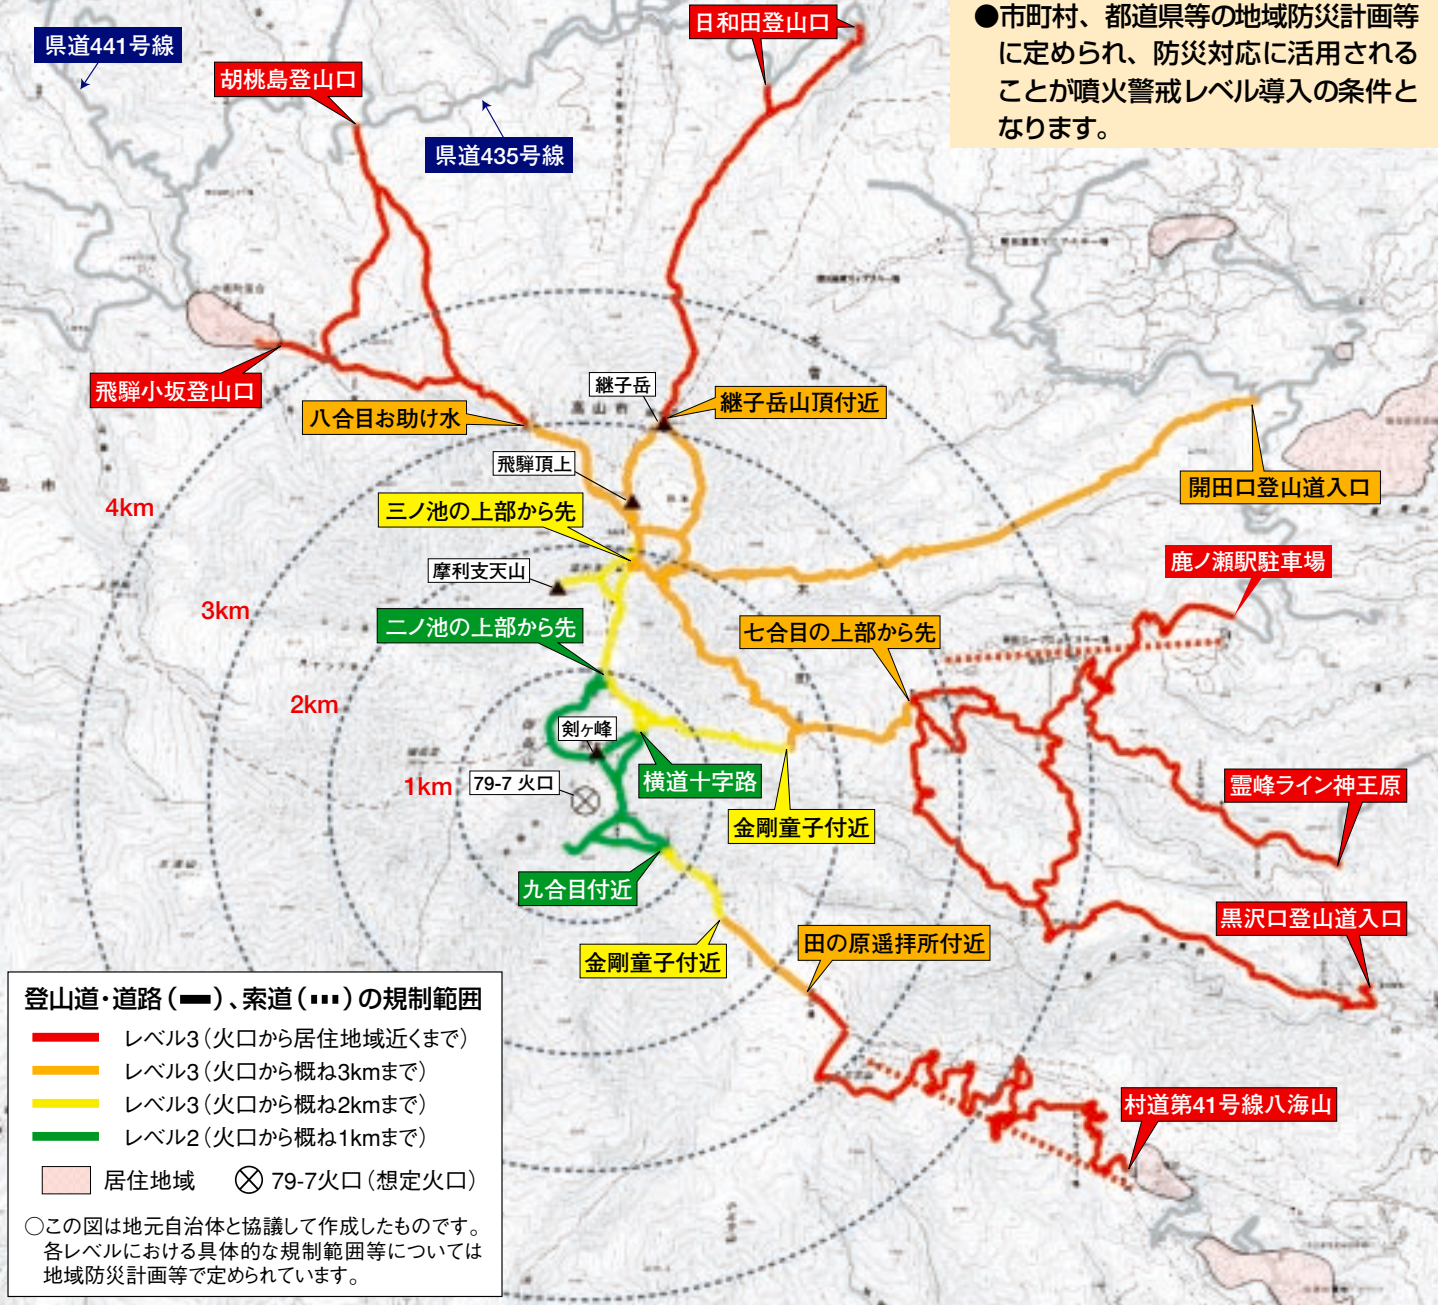 ●市町村、都道県等の地域防災計画等
に定められ、防災対応に活用される
ことが噴火警戒レベル導入の条件と
なります。
県道441号線
胡桃島登山口
県道435号線
日和田登山口
飛騨小坂登山口
八合目お助け水
継子岳
継子岳山頂付近
飛騨頂上
三ノ池の上部から先
摩利支天山
二ノ池の上部から先
開田口登山道入口
鹿ノ瀬駅駐車場
七合目の上部から先
4km
3km
2km
1km
剣ヶ峰
79-7 火口
横道十字路
金剛童子付近
霊峰ライン神王原
九合目付近
黒沢口登山道入口
金剛童子付近
田の原遥拝所付近
村道第41号線八海山
登山道・道路(━)、索道(┅)の規制範囲
レベル3(火口から居住地域近くまで)
レベル3(火口から概ね3kmまで)
レベル3(火口から概ね2kmまで)
レベル2(火口から概ね1kmまで)
居住地域 79-7火口(想定火口)
○この図は地元自治体と協議して作成したものです。
各レベルにおける具体的な規制範囲等については
地域防災計画等で定められています。